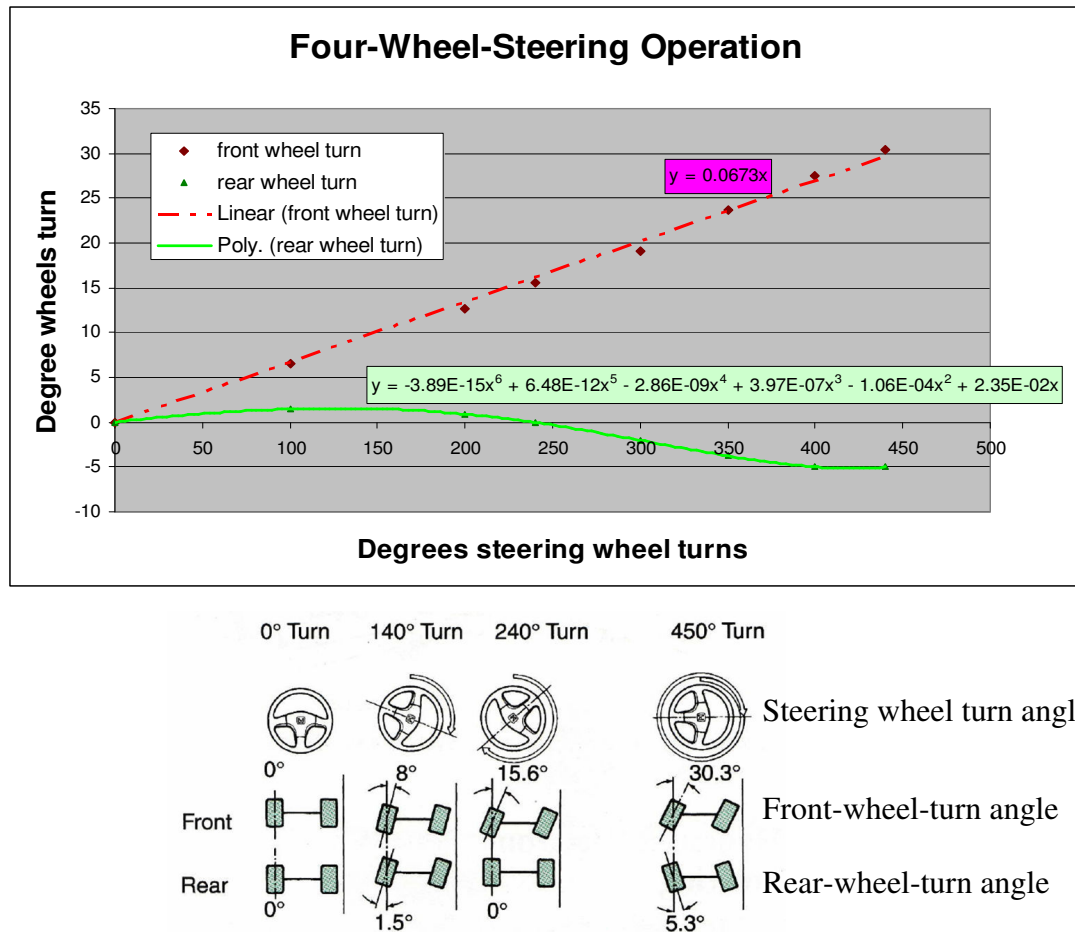 Four-Wheel-Steering Operation
35
30
25
20
15
10
5
0
-5
-10
Degree wheels turn
front wheel turn
rear wheel turn
Linear (front wheel turn)
Poly. (rear wheel turn)
y = 0.0673x
y = -3.89E-15x⁶ + 6.48E-12x⁵ - 2.86E-09x⁴ + 3.97E-07x³ - 1.06E-04x² + 2.35E-02x
0 50 100 150 200 250 300 350 400 450 500
Degrees steering wheel turns
0° Turn 140° Turn 240° Turn 450° Turn
Steering wheel turn angl
0° 8° 15.6° 30.3°
Front
Front-wheel-turn angle
Rear
Rear-wheel-turn angle
0° 1.5° 0° 5.3°